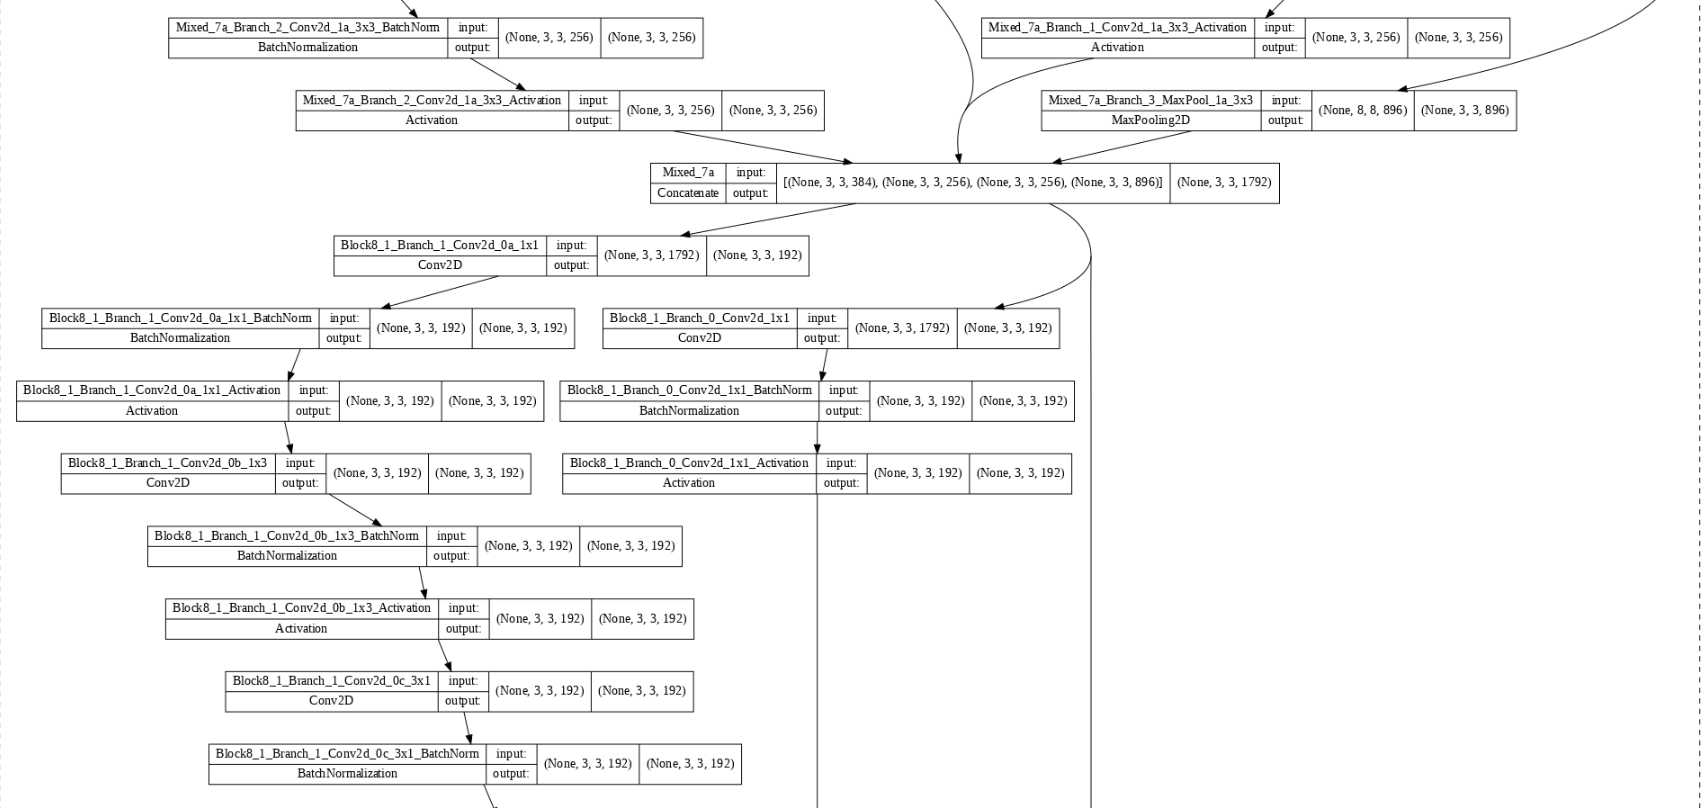 Mixed_7a_Branch_2_Conv2d_1a_3x3_BatchNorm input: (None, 3, 3, 256) (None, 3, 3, 256)
BatchNormalization output:
Mixed_7a_Branch_1_Conv2d_1a_3x3_Activation input: (None, 3, 3, 256) (None, 3, 3, 256)
Activation output:
Mixed_7a_Branch_2_Conv2d_1a_3x3_Activation input: (None, 3, 3, 256) (None, 3, 3, 256)
Activation output:
Mixed_7a_Branch_3_MaxPool_1a_3x3 input: (None, 8, 8, 896) (None, 3, 3, 896)
MaxPooling2D output:
Mixed_7a input: [(None, 3, 3, 384), (None, 3, 3, 256), (None, 3, 3, 256), (None, 3, 3, 896)] (None, 3, 3, 1792)
Concatenate output:
Block8_1_Branch_1_Conv2d_0a_1x1 input: (None, 3, 3, 1792) (None, 3, 3, 192)
Conv2D output:
Block8_1_Branch_1_Conv2d_0a_1x1_BatchNorm input: (None, 3, 3, 192) (None, 3, 3, 192)
BatchNormalization output:
Block8_1_Branch_0_Conv2d_1x1 input: (None, 3, 3, 1792) (None, 3, 3, 192)
Conv2D output:
Block8_1_Branch_1_Conv2d_0a_1x1_Activation input: (None, 3, 3, 192) (None, 3, 3, 192)
Activation output:
Block8_1_Branch_0_Conv2d_1x1_BatchNorm input: (None, 3, 3, 192) (None, 3, 3, 192)
BatchNormalization output:
Block8_1_Branch_1_Conv2d_0b_1x3 input: (None, 3, 3, 192) (None, 3, 3, 192)
Conv2D output:
Block8_1_Branch_0_Conv2d_1x1_Activation input: (None, 3, 3, 192) (None, 3, 3, 192)
Activation output:
Block8_1_Branch_1_Conv2d_0b_1x3_BatchNorm input: (None, 3, 3, 192) (None, 3, 3, 192)
BatchNormalization output:
Block8_1_Branch_1_Conv2d_0b_1x3_Activation input: (None, 3, 3, 192) (None, 3, 3, 192)
Activation output:
Block8_1_Branch_1_Conv2d_0c_3x1 input: (None, 3, 3, 192) (None, 3, 3, 192)
Conv2D output:
Block8_1_Branch_1_Conv2d_0c_3x1_BatchNorm input: (None, 3, 3, 192) (None, 3, 3, 192)
BatchNormalization output: